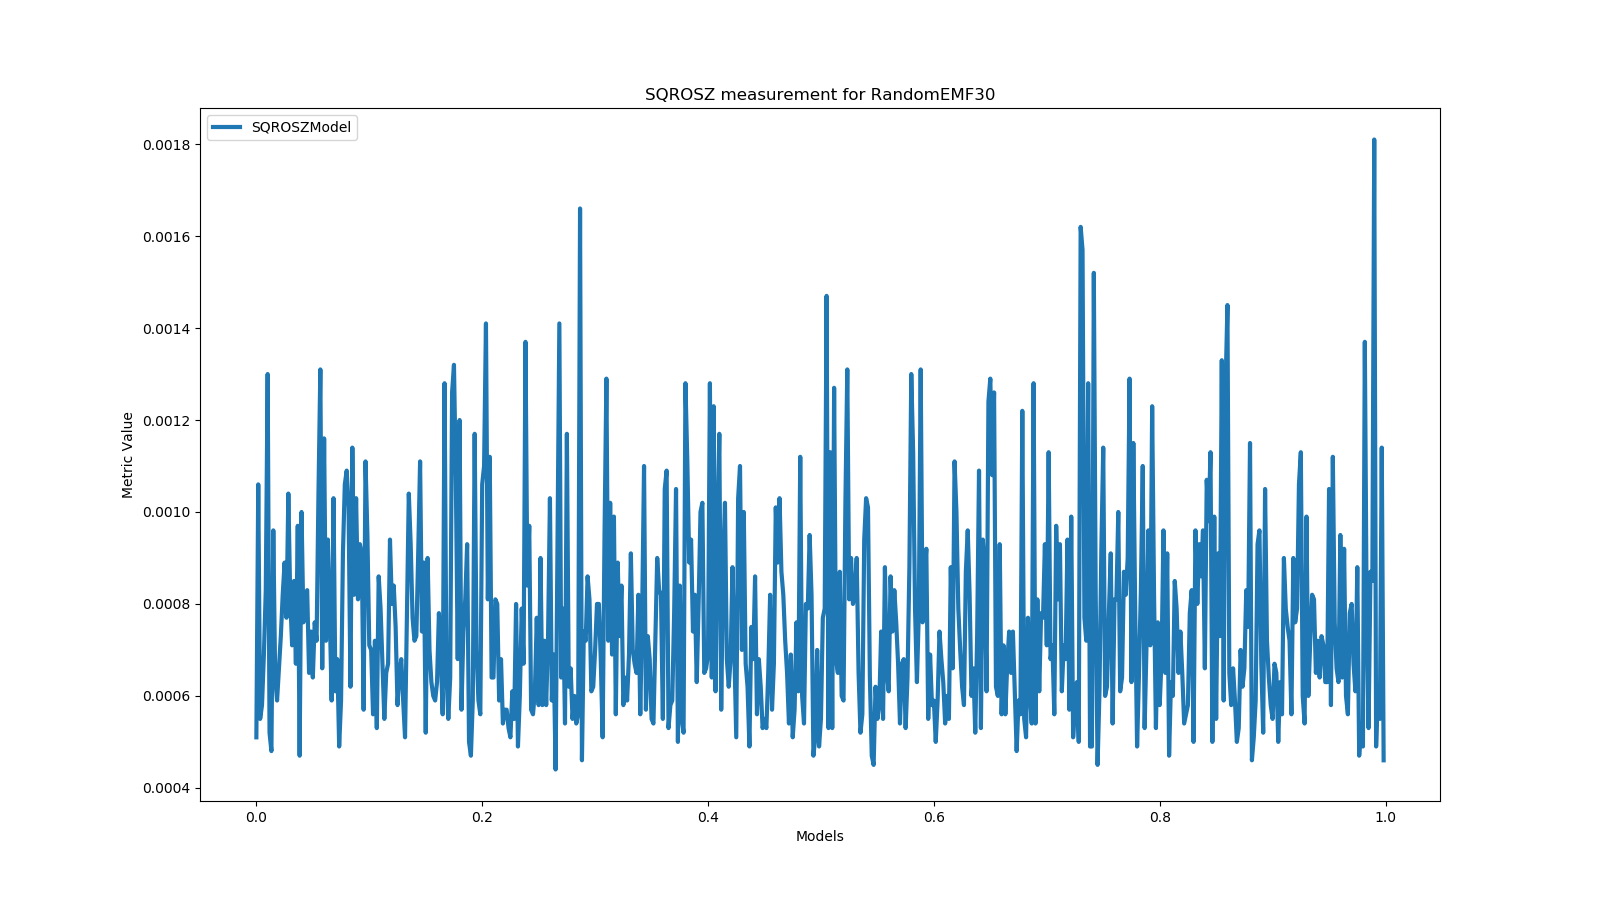 SQROSZ measurement for RandomEMF30
SQROSZModel
0.0018
0.0016
0.0014
0.0012
0.0010
0.0008
0.0006
0.0004
Metric Value
0.0 0.2 0.4 0.6 0.8 1.0
Models